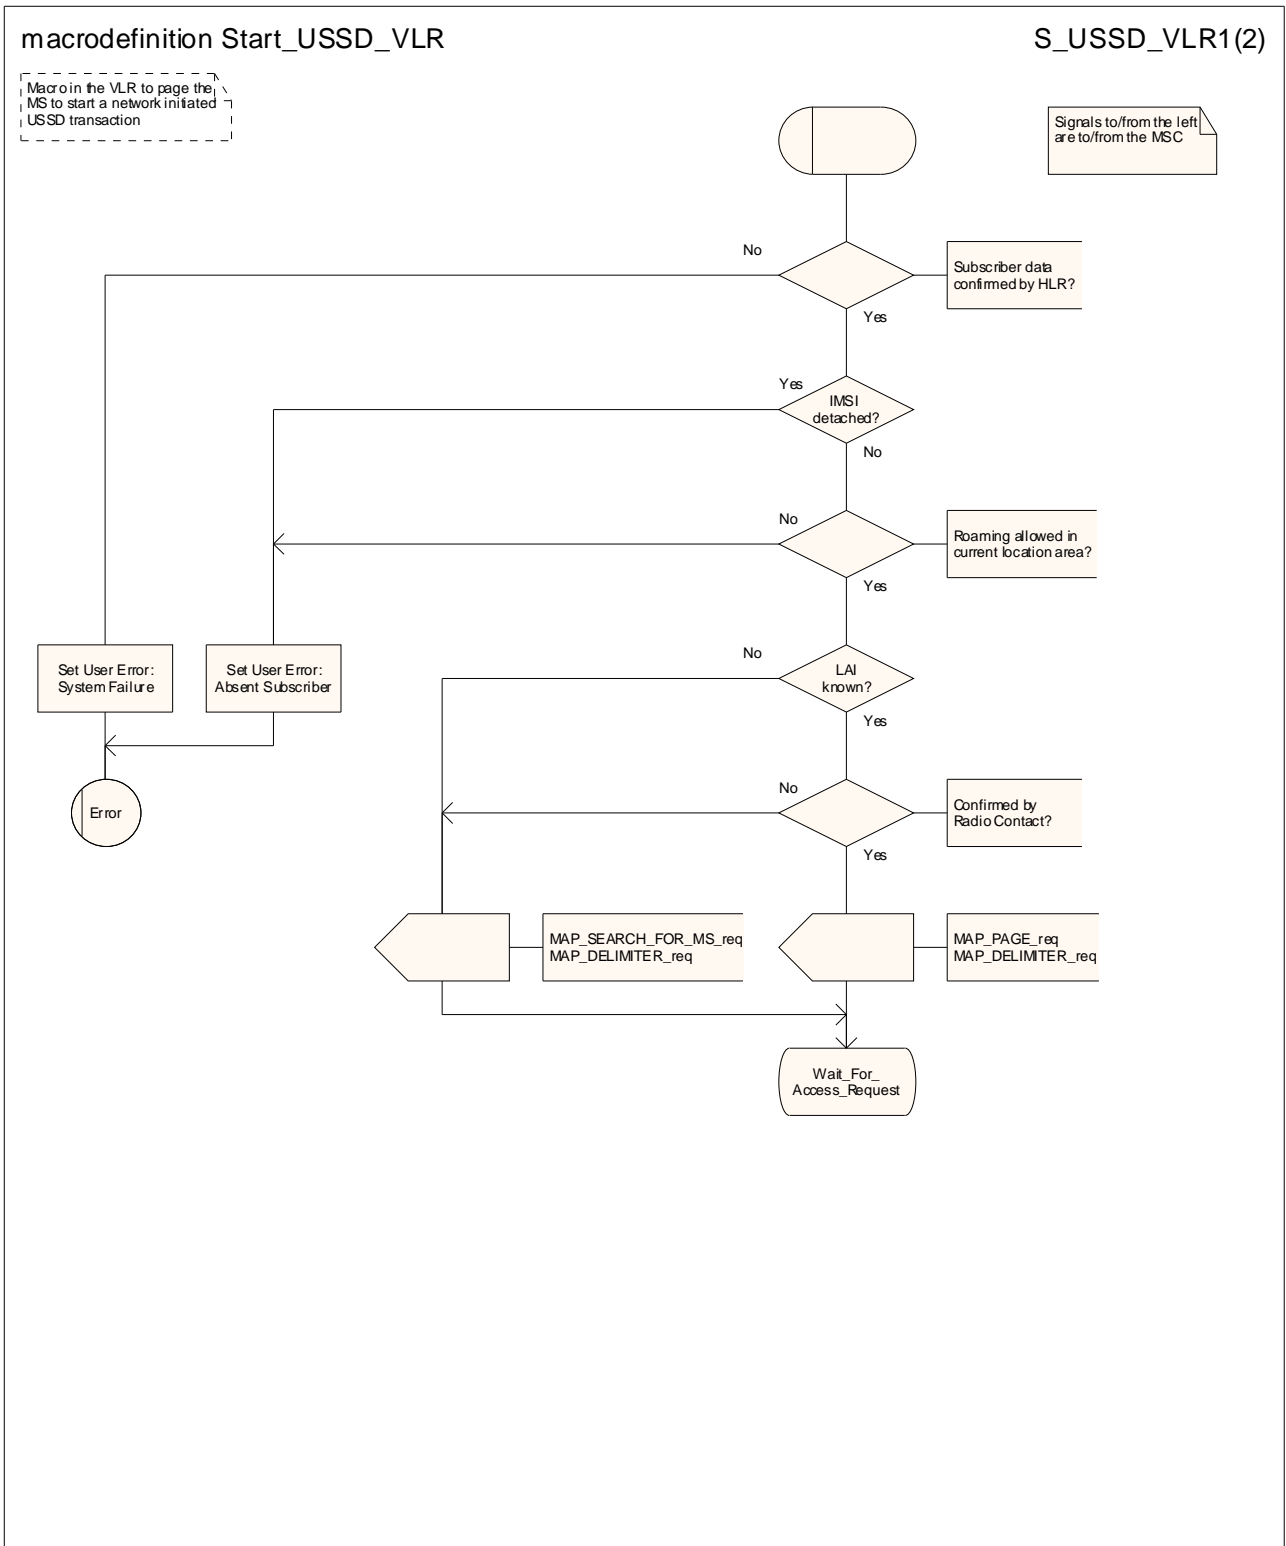 macrodefinition Start_USSD_VLR
S_USSD_VLR1(2)
Macro in the VLR to page the
MS to start a network initiated
USSD transaction
Signals to/from the left
are to/from the MSC
No
Subscriber data
confirmed by HLR?
Yes
Yes
IMSI
detached?
No
No
Roaming allowed in
current location area?
Yes
Set User Error:
System Failure
Set User Error:
Absent Subscriber
No
LAI
known?
Yes
No
Confirmed by
Radio Contact?
Error
Yes
MAP_SEARCH_FOR_MS_req
MAP_DELIMITER_req
MAP_PAGE_req
MAP_DELIMITER_req
Wait_For_
Access_Request